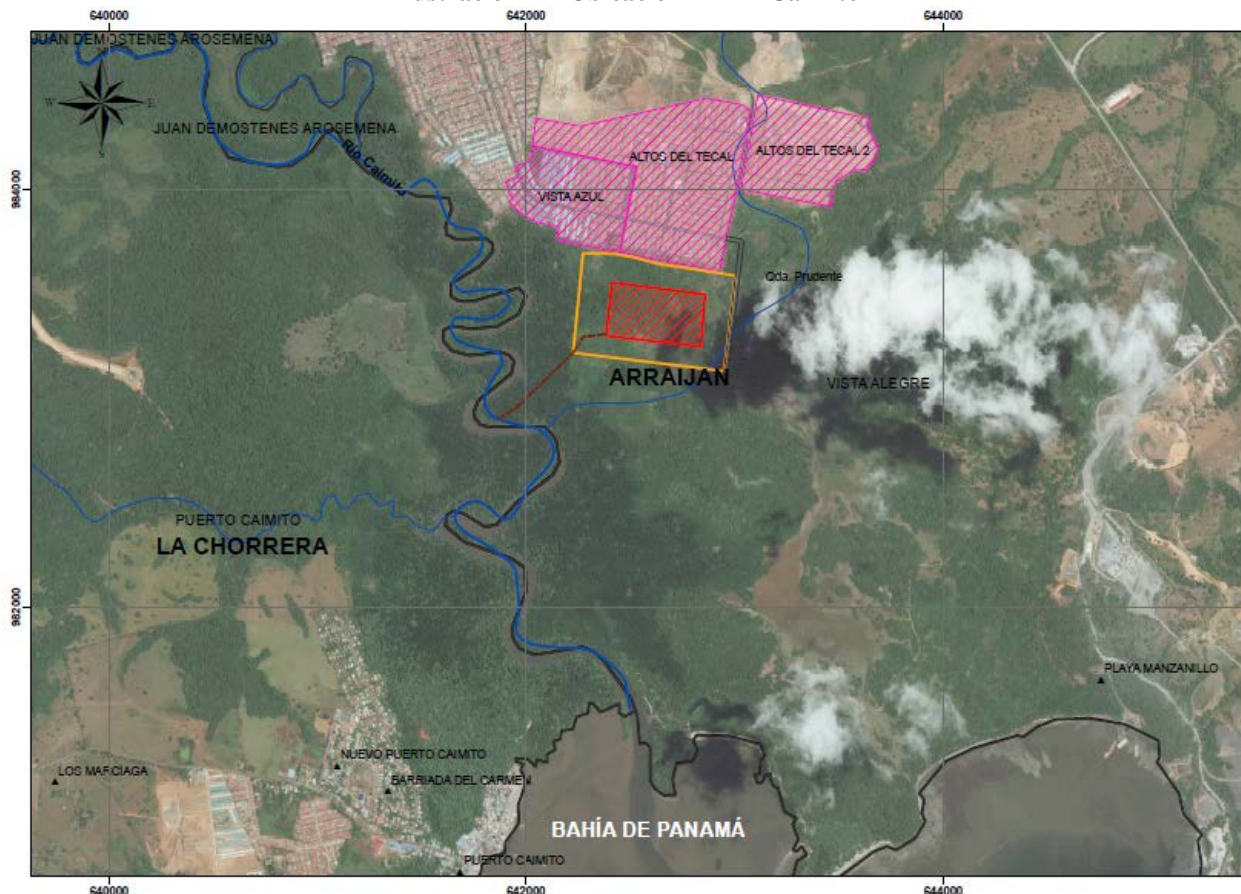 640000
642000
644000
JUAN DEMOSTENES AROSEMENA
N
W
E
S
JUAN DEMOSTENES AROSEMENA
Río Caimito
ALTOS DEL TECAL
ALTOS DEL TECAL 2
984000
984000
VISTA AZUL
Qda. Prudente
ARRAIJAN
VISTA ALEGRE
PUERTO CAIMITO
LA CHORRERA
982000
982000
PLAYA MANZANILLO
NUEVO PUERTO CAIMITO
LOS MARCIAGA
BARRIADA DEL CARMEN
BAHÍA DE PANAMÁ
PUERTO CAIMITO
640000
642000
644000